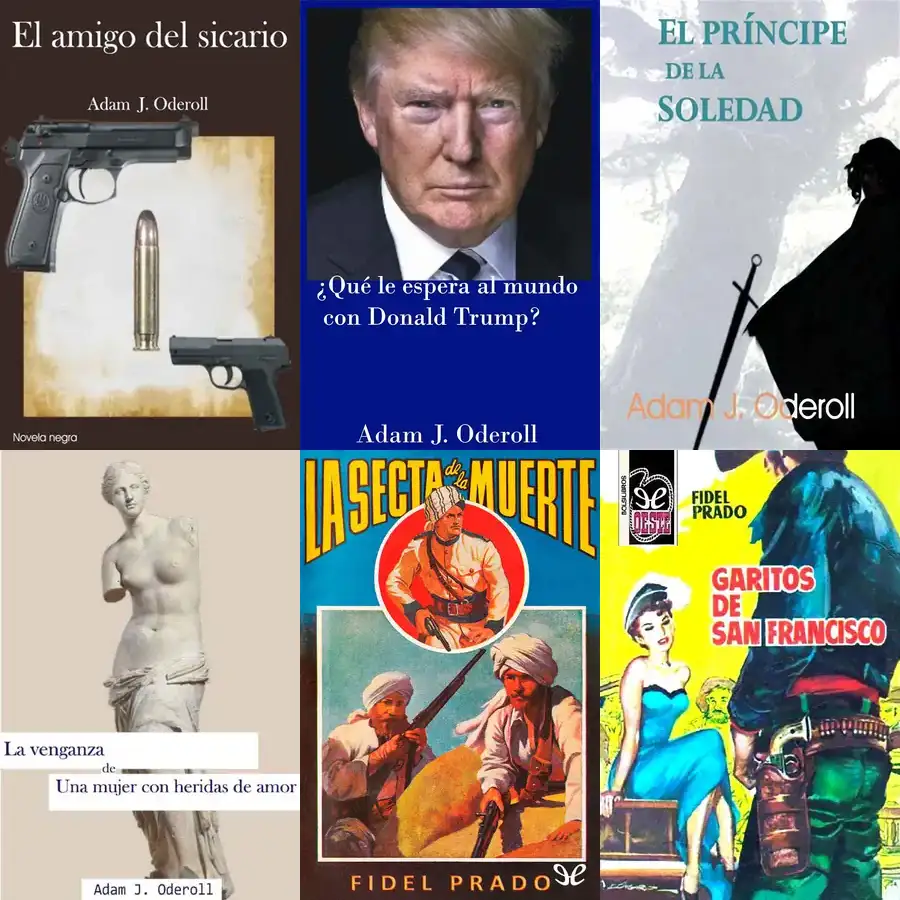 El amigo del sicario
Adam J. Oderoll
Novela negra
¿Qué le espera al mundo
con Donald Trump?
Adam J. Oderoll
EL PRÍNCIPE
DE LA
SOLEDAD
Adam J. Oderoll
La venganza
de
Una mujer con heridas de amor
Adam J. Oderoll
LA SECTA de la MUERTE
FIDEL PRADO
BOLSILIBROS
OESTE
FIDEL
PRADO
GARITOS
DE
SAN FRANCISCO